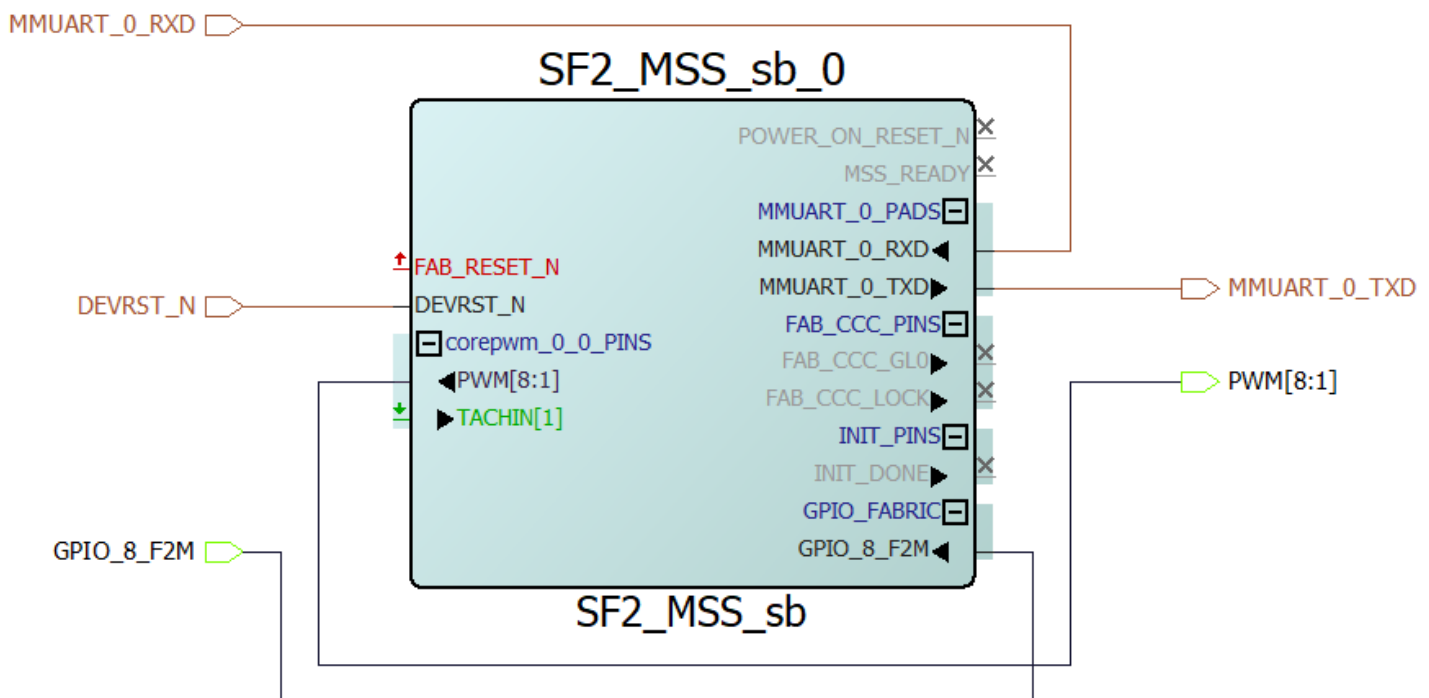 MMUART_0_RXD
SF2_MSS_sb_0
POWER_ON_RESET_N
MSS_READY
MMUART_0_PADS
MMUART_0_RXD
FAB_RESET_N
MMUART_0_TXD
MMUART_0_TXD
DEVRST_N
DEVRST_N
FAB_CCC_PINS
corepwm_0_0_PINS
FAB_CCC_GL0
PWM[8:1]
FAB_CCC_LOCK
PWM[8:1]
TACHIN[1]
INIT_PINS
INIT_DONE
GPIO_FABRIC
GPIO_8_F2M
GPIO_8_F2M
SF2_MSS_sb